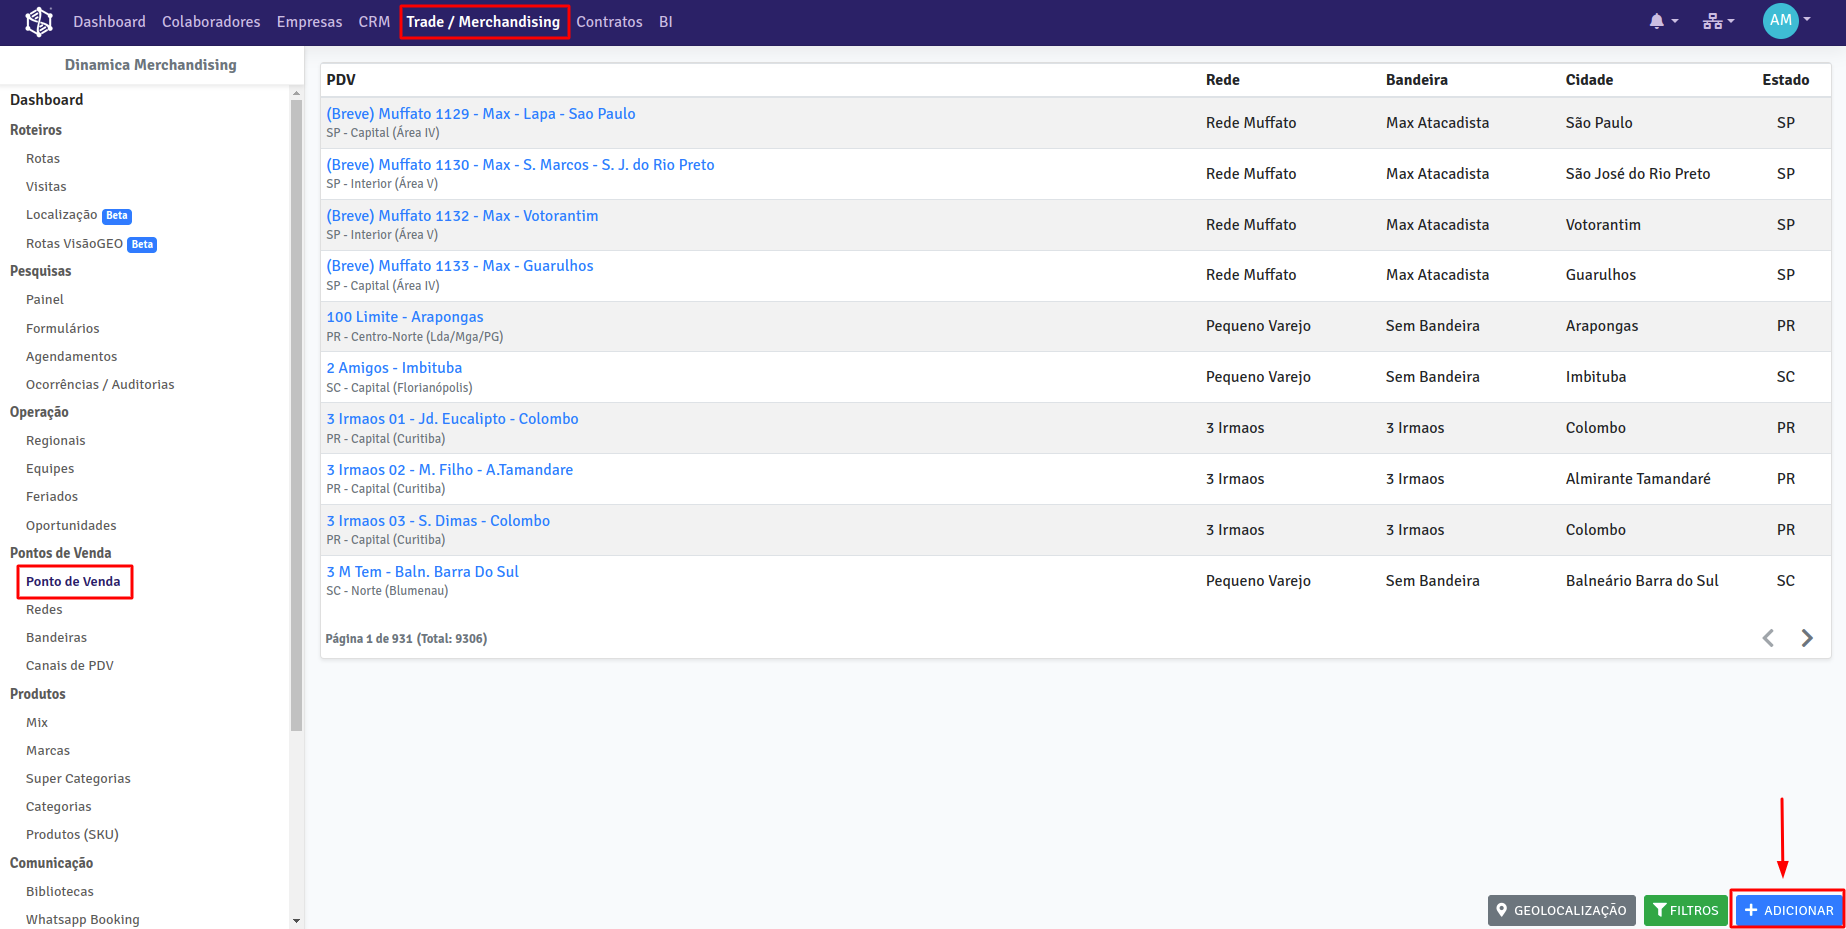 Dashboard Colaboradores Empresas CRM Trade / Merchandising Contratos BI AM
Dinamica Merchandising
Dashboard
Roteiros
Rotas
Visitas
Localização Beta
Rotas VisãoGEO Beta
Pesquisas
Painel
Formulários
Agendamentos
Ocorrências / Auditorias
Operação
Regionais
Equipes
Feriados
Oportunidades
Pontos de Venda
Ponto de Venda
Redes
Bandeiras
Canais de PDV
Produtos
Mix
Marcas
Super Categorias
Categorias
Produtos (SKU)
Comunicação
Bibliotecas
Whatsapp Booking
PDV Rede Bandeira Cidade Estado
(Breve) Muffato 1129 - Max - Lapa - Sao Paulo
SP - Capital (Área IV)
Rede Muffato Max Atacadista São Paulo SP
(Breve) Muffato 1130 - Max - S. Marcos - S. J. do Rio Preto
SP - Interior (Área V)
Rede Muffato Max Atacadista São José do Rio Preto SP
(Breve) Muffato 1132 - Max - Votorantim
SP - Interior (Área V)
Rede Muffato Max Atacadista Votorantim SP
(Breve) Muffato 1133 - Max - Guarulhos
SP - Capital (Área IV)
Rede Muffato Max Atacadista Guarulhos SP
100 Limite - Arapongas
PR - Centro-Norte (Lda/Mga/PG)
Pequeno Varejo Sem Bandeira Arapongas PR
2 Amigos - Imbituba
SC - Capital (Florianópolis)
Pequeno Varejo Sem Bandeira Imbituba SC
3 Irmaos 01 - Jd. Eucalipto - Colombo
PR - Capital (Curitiba)
3 Irmaos 3 Irmaos Colombo PR
3 Irmaos 02 - M. Filho - A.Tamandare
PR - Capital (Curitiba)
3 Irmaos 3 Irmaos Almirante Tamandaré PR
3 Irmaos 03 - S. Dimas - Colombo
PR - Capital (Curitiba)
3 Irmaos 3 Irmaos Colombo PR
3 M Tem - Baln. Barra Do Sul
SC - Norte (Blumenau)
Pequeno Varejo Sem Bandeira Balneário Barra do Sul SC
Página 1 de 931 (Total: 9306)
GEOLOCALIZAÇÃO FILTROS + ADICIONAR